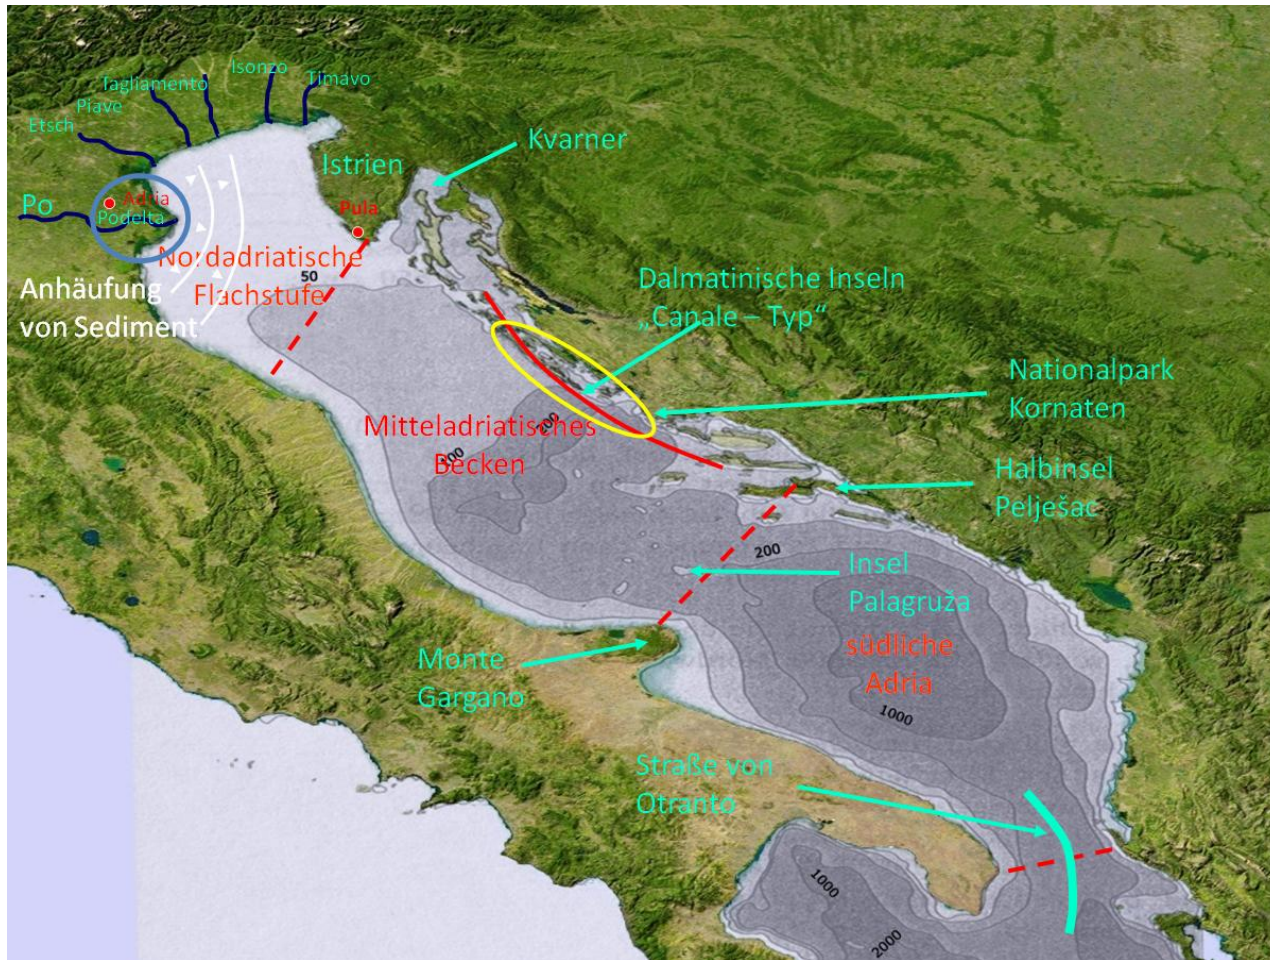 Isonzo
Timavo
Tagliamento
Piave
Etsch
Kvarner
Istrien
Po
Adria
Podelta
Pula
Nordadriatische
Flachstufe
50
Anhäufung
von Sediment
Dalmatinische Inseln
„Canale – Typ“
Nationalpark
Kornaten
Mitteladriatisches
Becken
200
100
Halbinsel
Pelješac
200
Insel
Palagruža
südliche
Adria
1000
Monte
Gargano
Straße von
Otranto
1000
2000